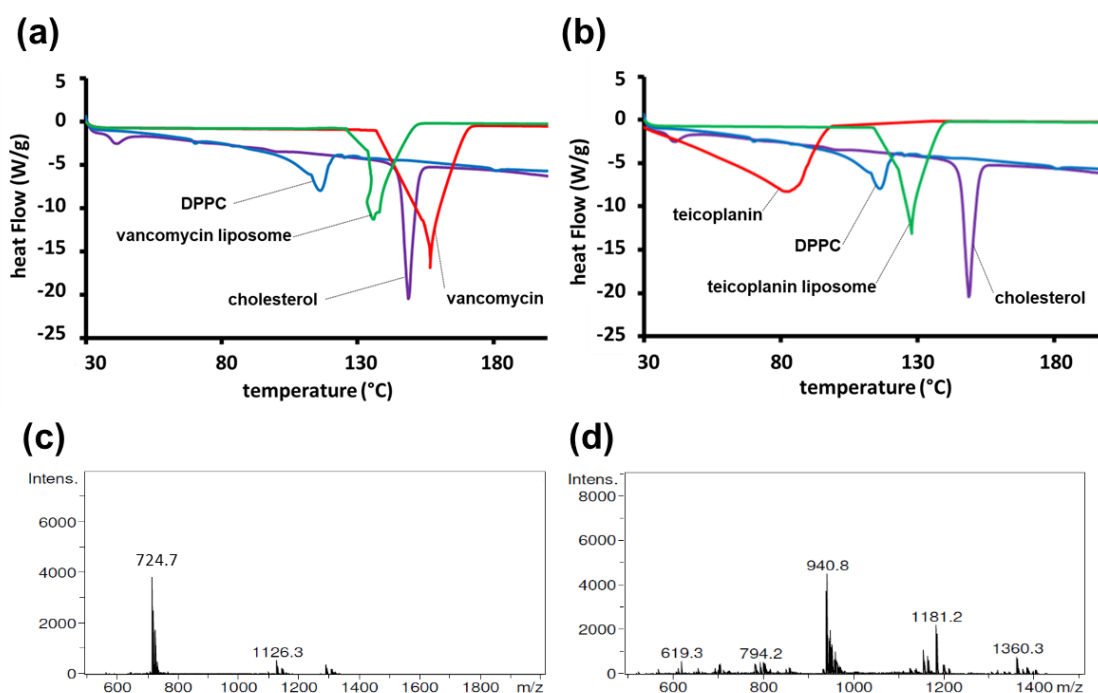 (a)
5
0
-5
-10
-15
-20
-25
heat Flow (W/g)
DPPC
vancomycin liposome
cholesterol
vancomycin
30 80 130 180
temperature (°C)
(b)
5
0
-5
-10
-15
-20
-25
heat Flow (W/g)
teicoplanin
DPPC
teicoplanin liposome
cholesterol
30 80 130 180
temperature (°C)
(c)
Intens.
6000
4000
2000
0
724.7
1126.3
600 800 1000 1200 1400 1600 1800 m/z
(d)
Intens.
8000
6000
4000
2000
0
940.8
1181.2
619.3
794.2
1360.3
600 800 1000 1200 1400 m/z